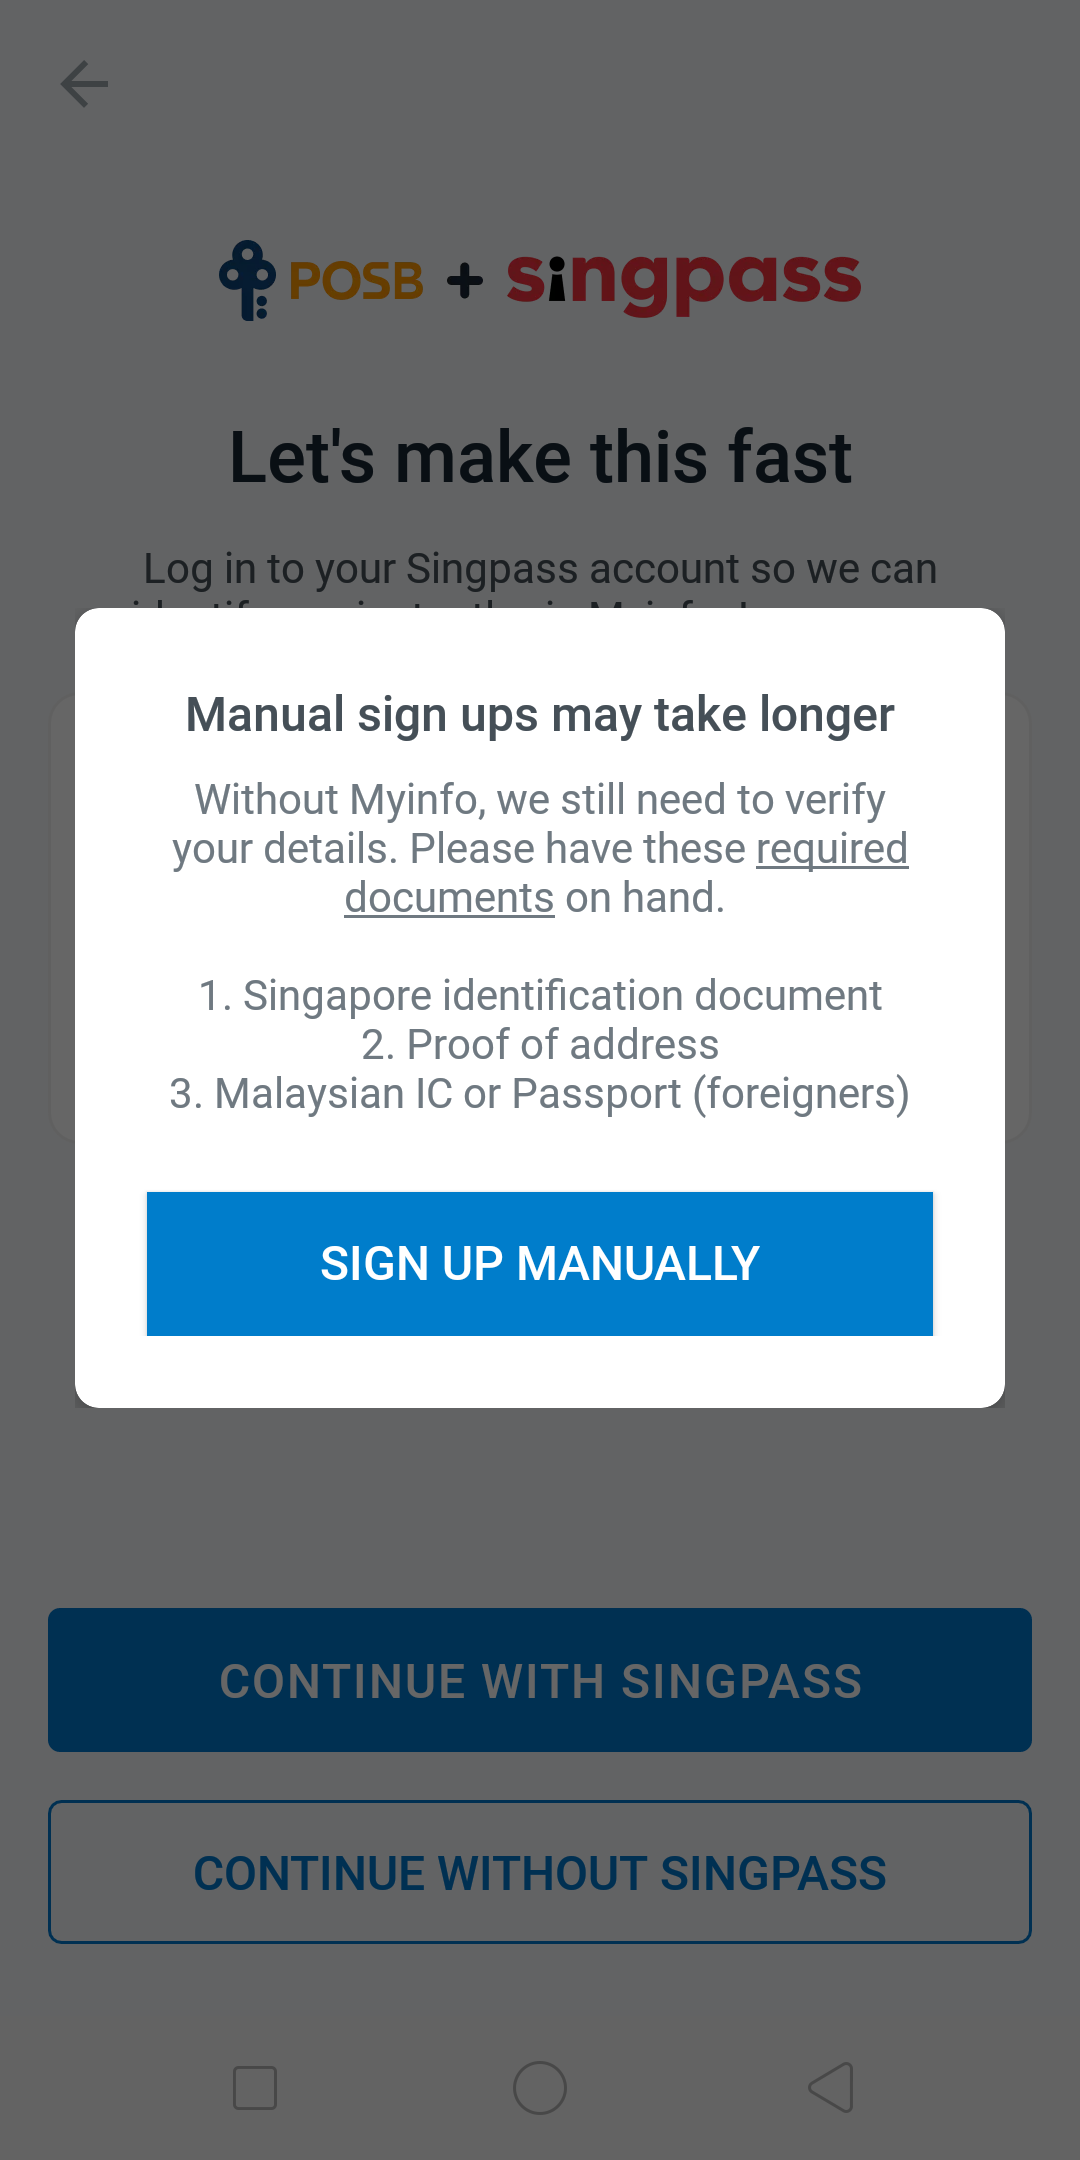 POSB + singpass
Let's make this fast
Log in to your Singpass account so we can
Manual sign ups may take longer
Without Myinfo, we still need to verify
your details. Please have these required
documents on hand.
1. Singapore identification document
2. Proof of address
3. Malaysian IC or Passport (foreigners)
SIGN UP MANUALLY
CONTINUE WITH SINGPASS
CONTINUE WITHOUT SINGPASS